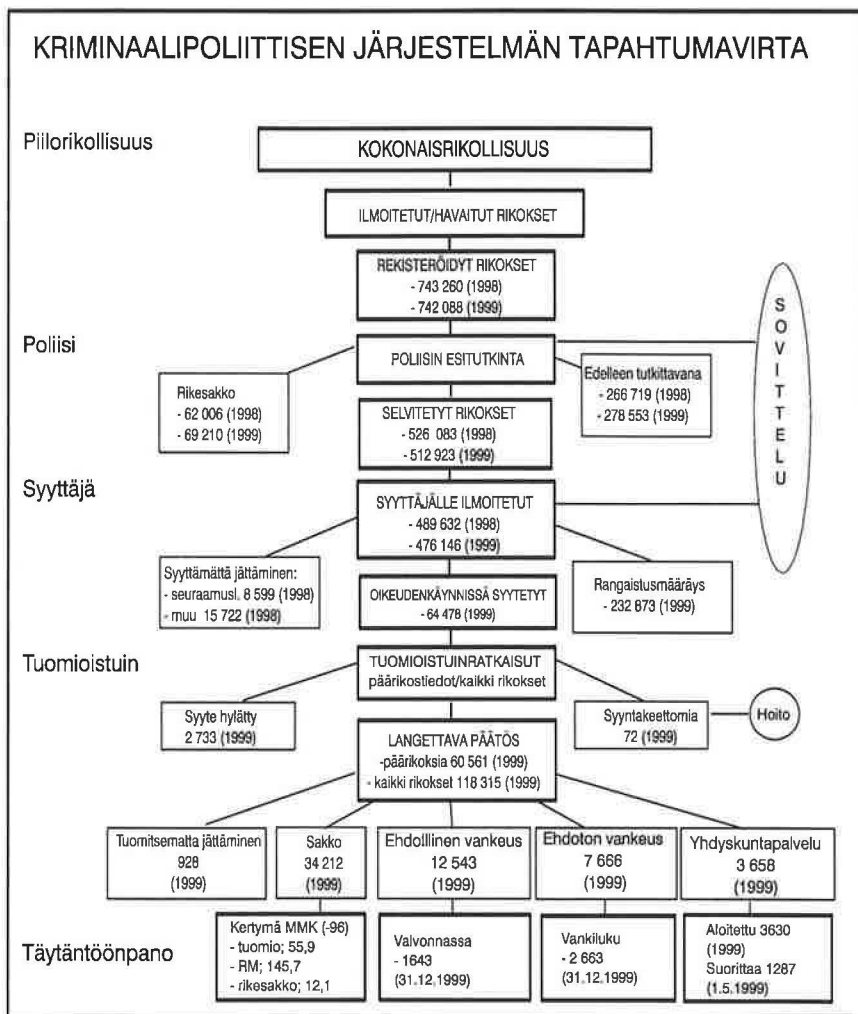 KRIMINAALIPOLIITTISEN JÄRJESTELMÄN TAPAHTUMAVIRTA
Piilorikollisuus
KOKONAISRIKOLLISUUS
ILMOITETUT/HAVAITUT RIKOKSET
REKISTERÖIDYT RIKOKSET
- 743 260 (1998)
- 742 088 (1999)
SOVITTELU
Poliisi
POLIISIN ESITUTKINTA
Rikesakko
- 62 006 (1998)
- 69 210 (1999)
Edelleen tutkittavana
- 266 719 (1998)
- 278 553 (1999)
SELVITETYT RIKOKSET
- 526 083 (1998)
- 512 923 (1999)
Syyttäjä
SYYTTÄJÄLLE ILMOITETUT
- 489 632 (1998)
- 476 146 (1999)
Syyttämättä jättäminen:
- seuraamusl. 8 599 (1998)
- muu 15 722 (1998)
OIKEUDENKÄYNNISSÄ SYYTETYT
- 64 478 (1999)
Rangaistusmääräys
- 232 873 (1999)
Tuomioistuin
TUOMIOISTUINRATKAISUT
päärikostiedot/kaikki rikokset
Syyte hylätty
2 733 (1999)
Syyntakeettomia
72 (1999)
Hoito
LANGETTAVA PÄÄTÖS
-päärikoksia 60 561 (1999)
- kaikki rikokset 118 315 (1999)
Tuomitsematta jättäminen
928
(1999)
Sakko
34 212
(1999)
Ehdollinen vankeus
12 543
(1999)
Ehdoton vankeus
7 666
(1999)
Yhdyskuntapalvelu
3 658
(1999)
Täytäntöönpano
Kertymä MMK (-96)
- tuomio; 55,9
- RM; 145,7
- rikesakko; 12,1
Valvonnassa
- 1643
(31.12.1999)
Vankiluku
- 2 663
(31.12.1999)
Aloitettu 3630
(1999)
Suorittaa 1287
(1.5.1999)